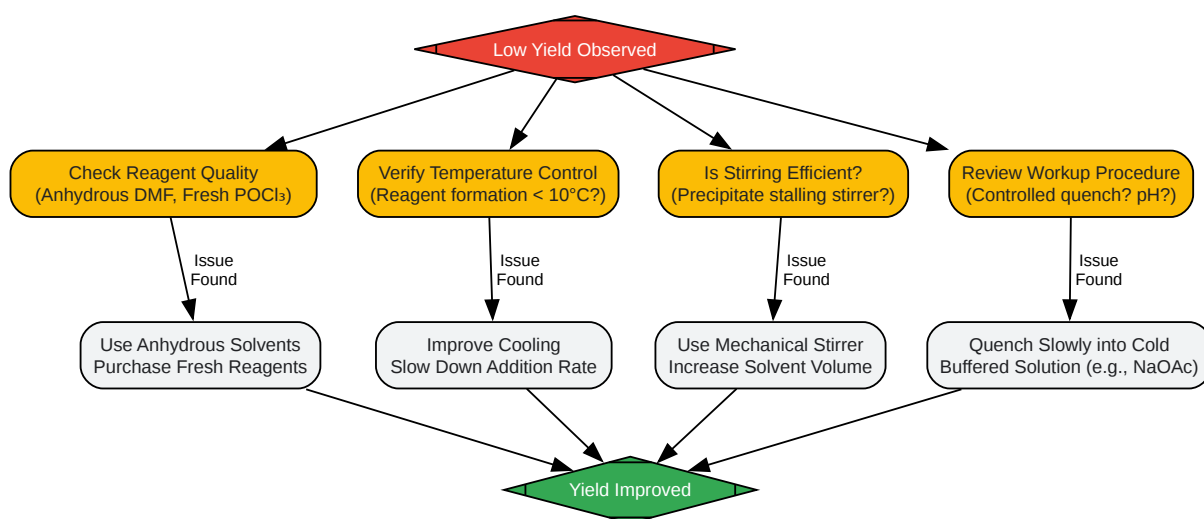 Low Yield Observed
Check Reagent Quality
(Anhydrous DMF, Fresh POCl₃)
Verify Temperature Control
(Reagent formation < 10°C?)
Is Stirring Efficient?
(Precipitate stalling stirrer?)
Review Workup Procedure
(Controlled quench? pH?)
Issue
Found
Issue
Found
Issue
Found
Issue
Found
Use Anhydrous Solvents
Purchase Fresh Reagents
Improve Cooling
Slow Down Addition Rate
Use Mechanical Stirrer
Increase Solvent Volume
Quench Slowly into Cold
Buffered Solution (e.g., NaOAc)
Yield Improved